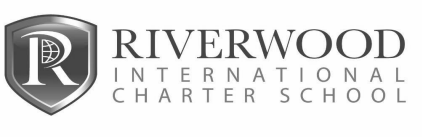 R
RIVERWOOD
INTERNATIONAL
CHARTER SCHOOL